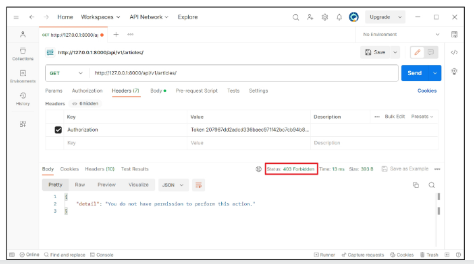 Home Workspaces API Network Explore
Upgrade
GET http://127.0.0.1:8000/a
No Environment
http://127.0.0.1:8000/api/v1/articles/
Save
Collections
GET http://127.0.0.1:8000/api/v1/articles/
Send
Environments
Params Authorization Headers (7) Body Pre-request Script Tests Settings
Cookies
History
Headers 6 hidden
Key Value Description Bulk Edit Presets
Authorization Token
Key Value Description
Body Cookies Headers (10) Test Results
Status: 403 Forbidden Time: 13 ms Size: 383 B Save as Example
Pretty Raw Preview Visualize JSON
1 {
2 "detail": "You do not have permission to perform this action."
3 }
Online Find and replace Console
Runner Capture requests Cookies Trash